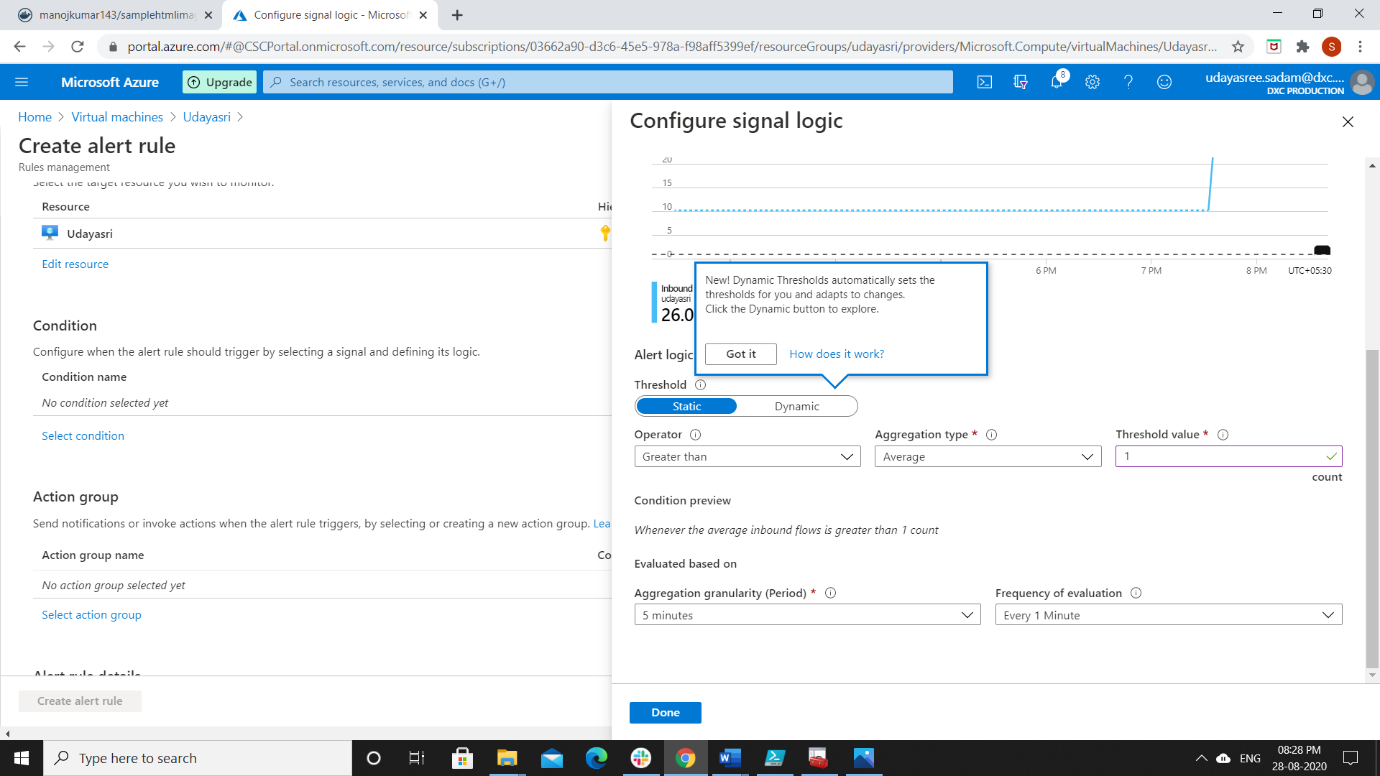 manojkumar143/samplehtmlima
Configure signal logic - Microsof
portal.azure.com/#@CSCPortal.onmicrosoft.com/resource/subscriptions/03662a90-d3c6-45e5-978a-f98aff5399ef/resourceGroups/udayasri/providers/Microsoft.Compute/virtualMachines/Udayasr...
S
Microsoft Azure
Upgrade
Search resources, services, and docs (G+/)
8
udayasree.sadam@dxc....
DXC PRODUCTION
Home > Virtual machines > Udayasri >
Create alert rule
Rules management
Select the target resource you wish to monitor.
Resource
Hie
Udayasri
Edit resource
Condition
Configure when the alert rule should trigger by selecting a signal and defining its logic.
Condition name
No condition selected yet
Select condition
Action group
Send notifications or invoke actions when the alert rule triggers, by selecting or creating a new action group. Lea
Action group name
Co
No action group selected yet
Select action group
Alert rule details
Create alert rule
Configure signal logic
20
15
10
5
0
6 PM
7 PM
8 PM
UTC+05:30
Inbound
udayasri
26.0
New! Dynamic Thresholds automatically sets the
thresholds for you and adapts to changes.
Click the Dynamic button to explore.
Got it
How does it work?
Alert logic
Threshold
Static
Dynamic
Operator
Aggregation type *
Threshold value *
Greater than
Average
1
count
Condition preview
Whenever the average inbound flows is greater than 1 count
Evaluated based on
Aggregation granularity (Period) *
Frequency of evaluation
5 minutes
Every 1 Minute
Done
Type here to search
ENG
08:28 PM
28-08-2020